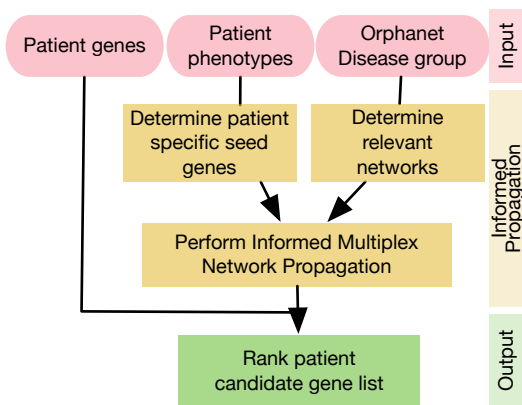 Patient genes
Patient
phenotypes
Orphanet
Disease group
Input
Determine patient
specific seed
genes
Determine
relevant
networks
Informed
Propagation
Perform Informed Multiplex
Network Propagation
Rank patient
candidate gene list
Output